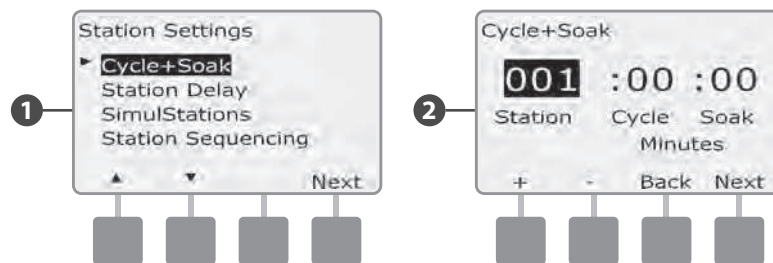 1
Station Settings
► Cycle+Soak
Station Delay
SimulStations
Station Sequencing
▲ ▼ Next
2
Cycle+Soak
001 :00 :00
Station Cycle Soak
Minutes
+ - Back Next